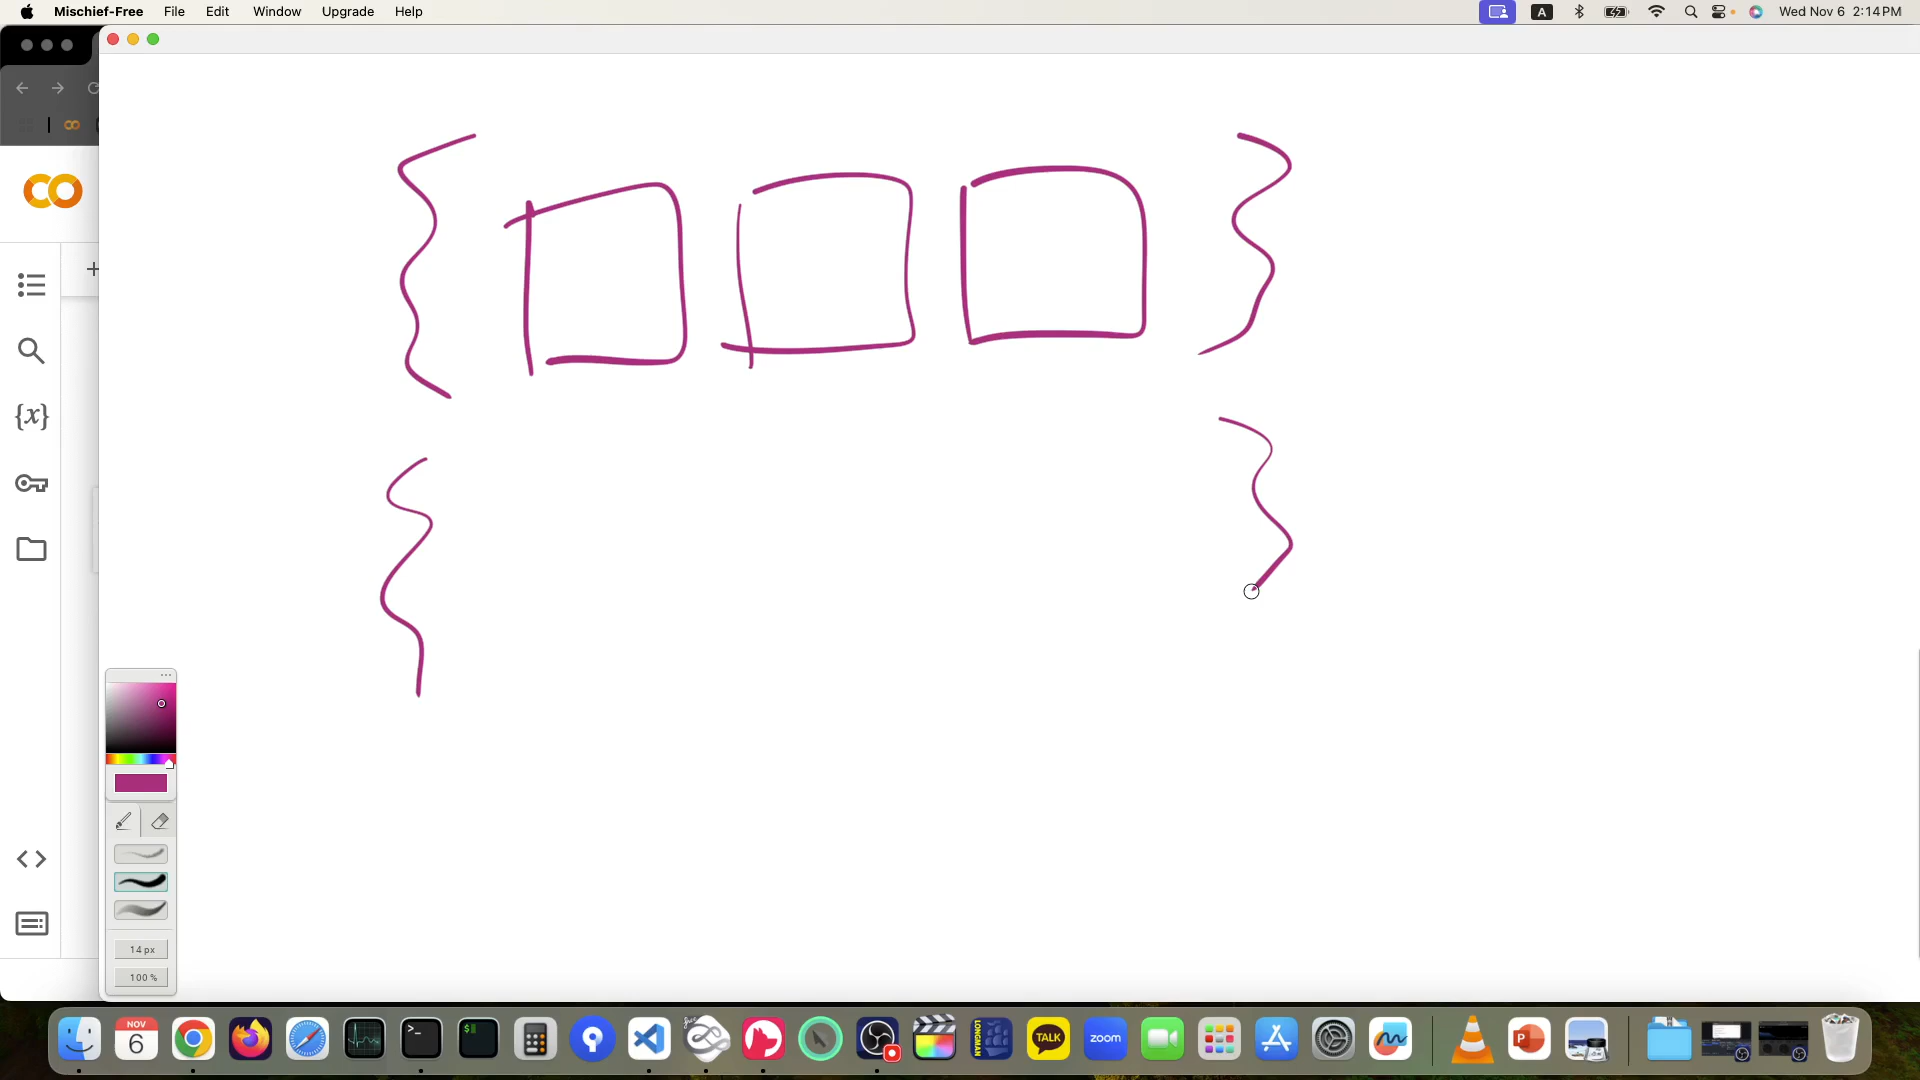 Mischief-Free File Edit Window Upgrade Help A Wed Nov 6 2:14 PM
{x}
14 px
100 %
NOV
6
>_
$
LONGMAN
TALK
zoom
P